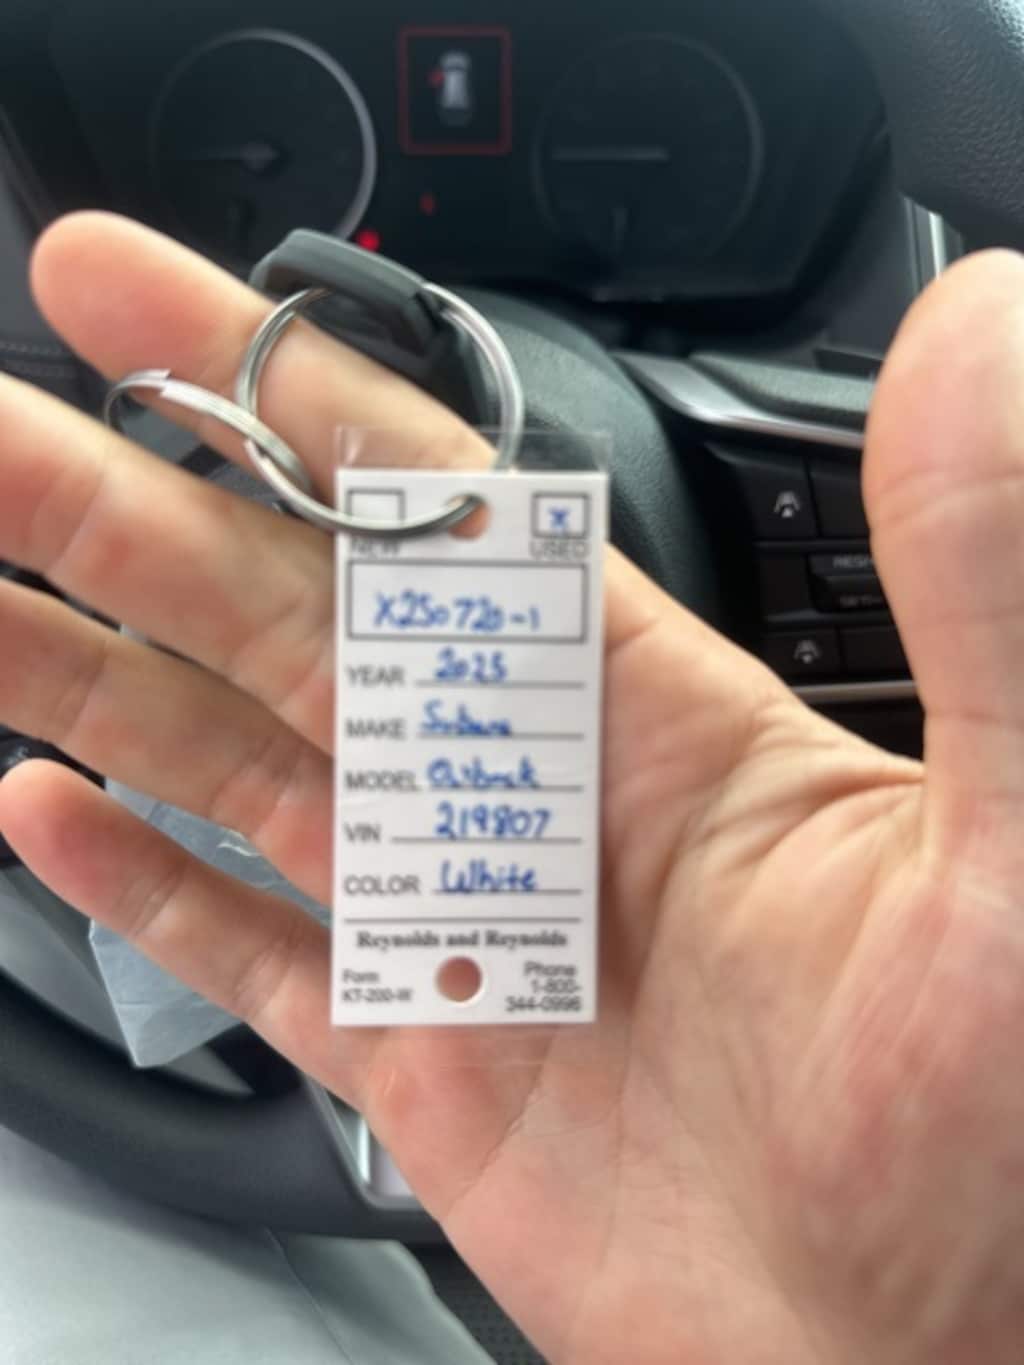 X
NEW USED
X250720-1
YEAR 2025
MAKE Subaru
MODEL Outback
VIN 219807
COLOR White
Reynolds and Reynolds
Form
KT-200-W
Phone
1-800-
344-0996